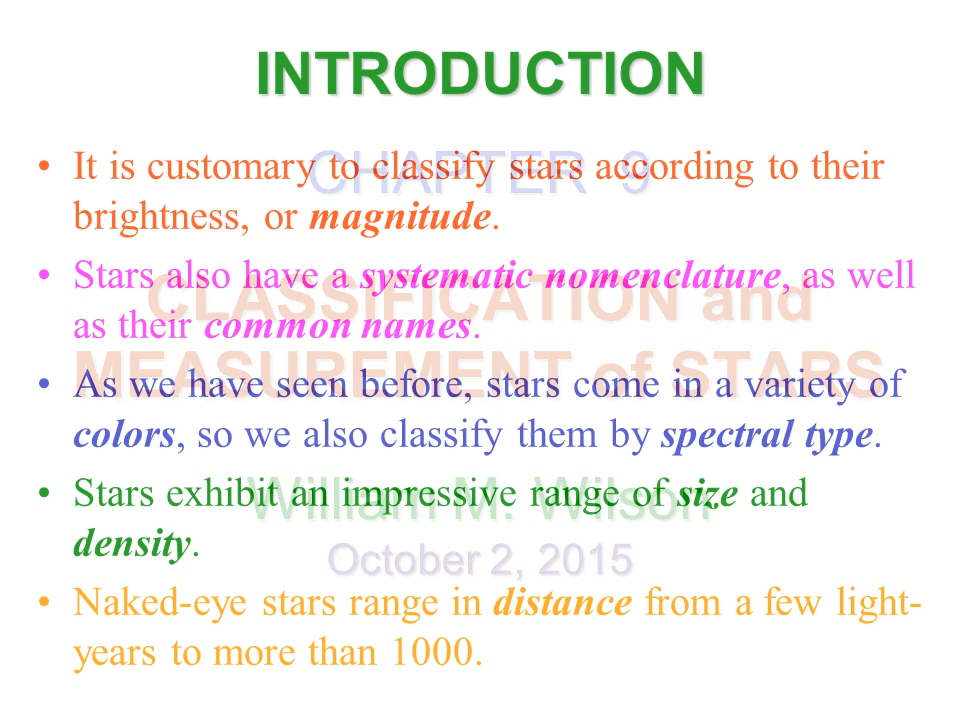 INTRODUCTION
CHAPTER 9
• It is customary to classify stars according to their
brightness, or magnitude.
• Stars also have a systematic nomenclature, as well
as their common names.
CLASSIFICATION and
MEASUREMENT of STARS
• As we have seen before, stars come in a variety of
colors, so we also classify them by spectral type.
• Stars exhibit an impressive range of size and
density.
William M. Wilson
October 2, 2015
• Naked-eye stars range in distance from a few light-
years to more than 1000.